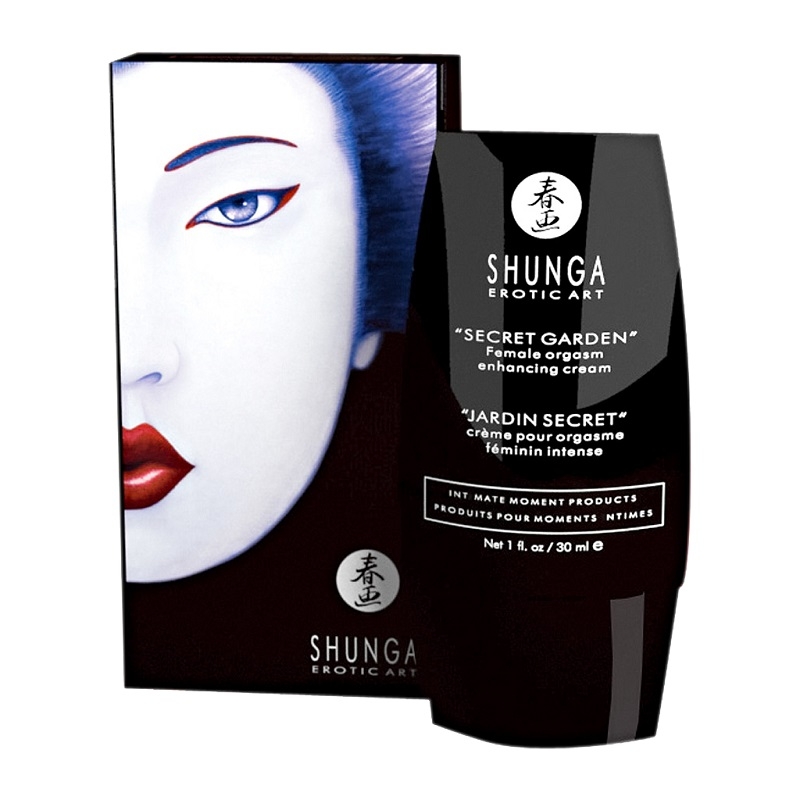 春画
SHUNGA
EROTIC ART
"SECRET GARDEN"
Female orgasm
enhancing cream
"JARDIN SECRET"
crème pour orgasme
féminin intense
INT MATE MOMENT PRODUCTS
PRODUITS POUR MOMENTS NTIMES
Net 1 fl. oz / 30 ml e
春画
SHUNGA
EROTIC ART